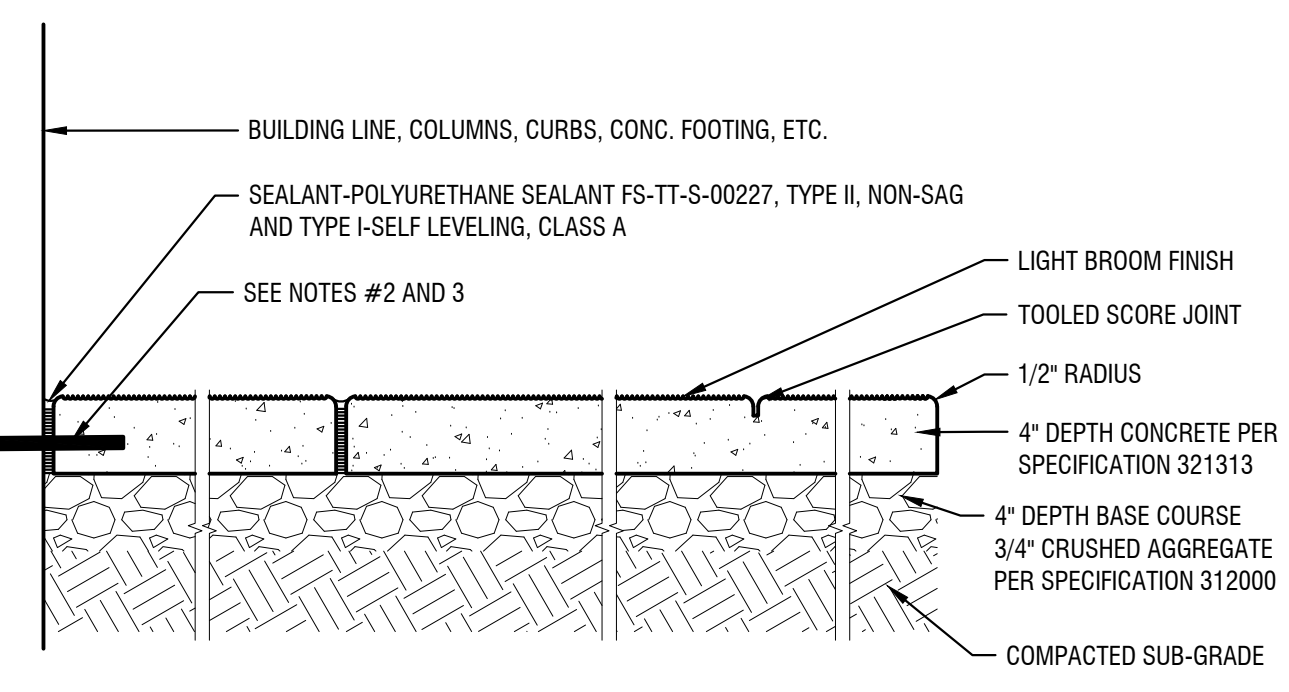 BUILDING LINE, COLUMNS, CURBS, CONC. FOOTING, ETC.
SEALANT-POLYURETHANE SEALANT FS-TT-S-00227, TYPE II, NON-SAG
AND TYPE I-SELF LEVELING, CLASS A
SEE NOTES #2 AND 3
LIGHT BROOM FINISH
TOOLED SCORE JOINT
1/2" RADIUS
4" DEPTH CONCRETE PER
SPECIFICATION 321313
4" DEPTH BASE COURSE
3/4" CRUSHED AGGREGATE
PER SPECIFICATION 312000
COMPACTED SUB-GRADE